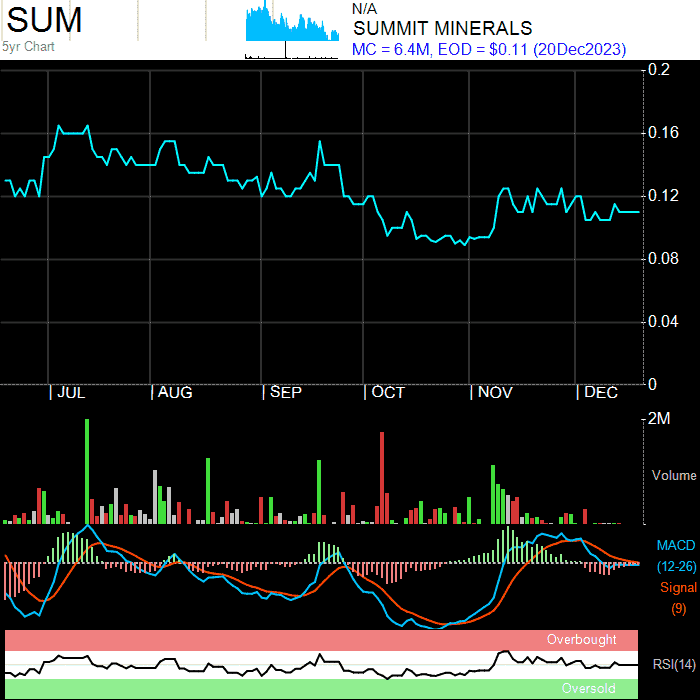 SUM
5yr Chart
N/A
SUMMIT MINERALS
MC = 6.4M, EOD = $0.11 (20Dec2023)
0.2
0.16
0.12
0.08
0.04
0
| JUL | AUG | SEP | OCT | NOV | DEC
2M
Volume
MACD
(12-26)
Signal
(9)
Overbought
RSI(14)
Oversold